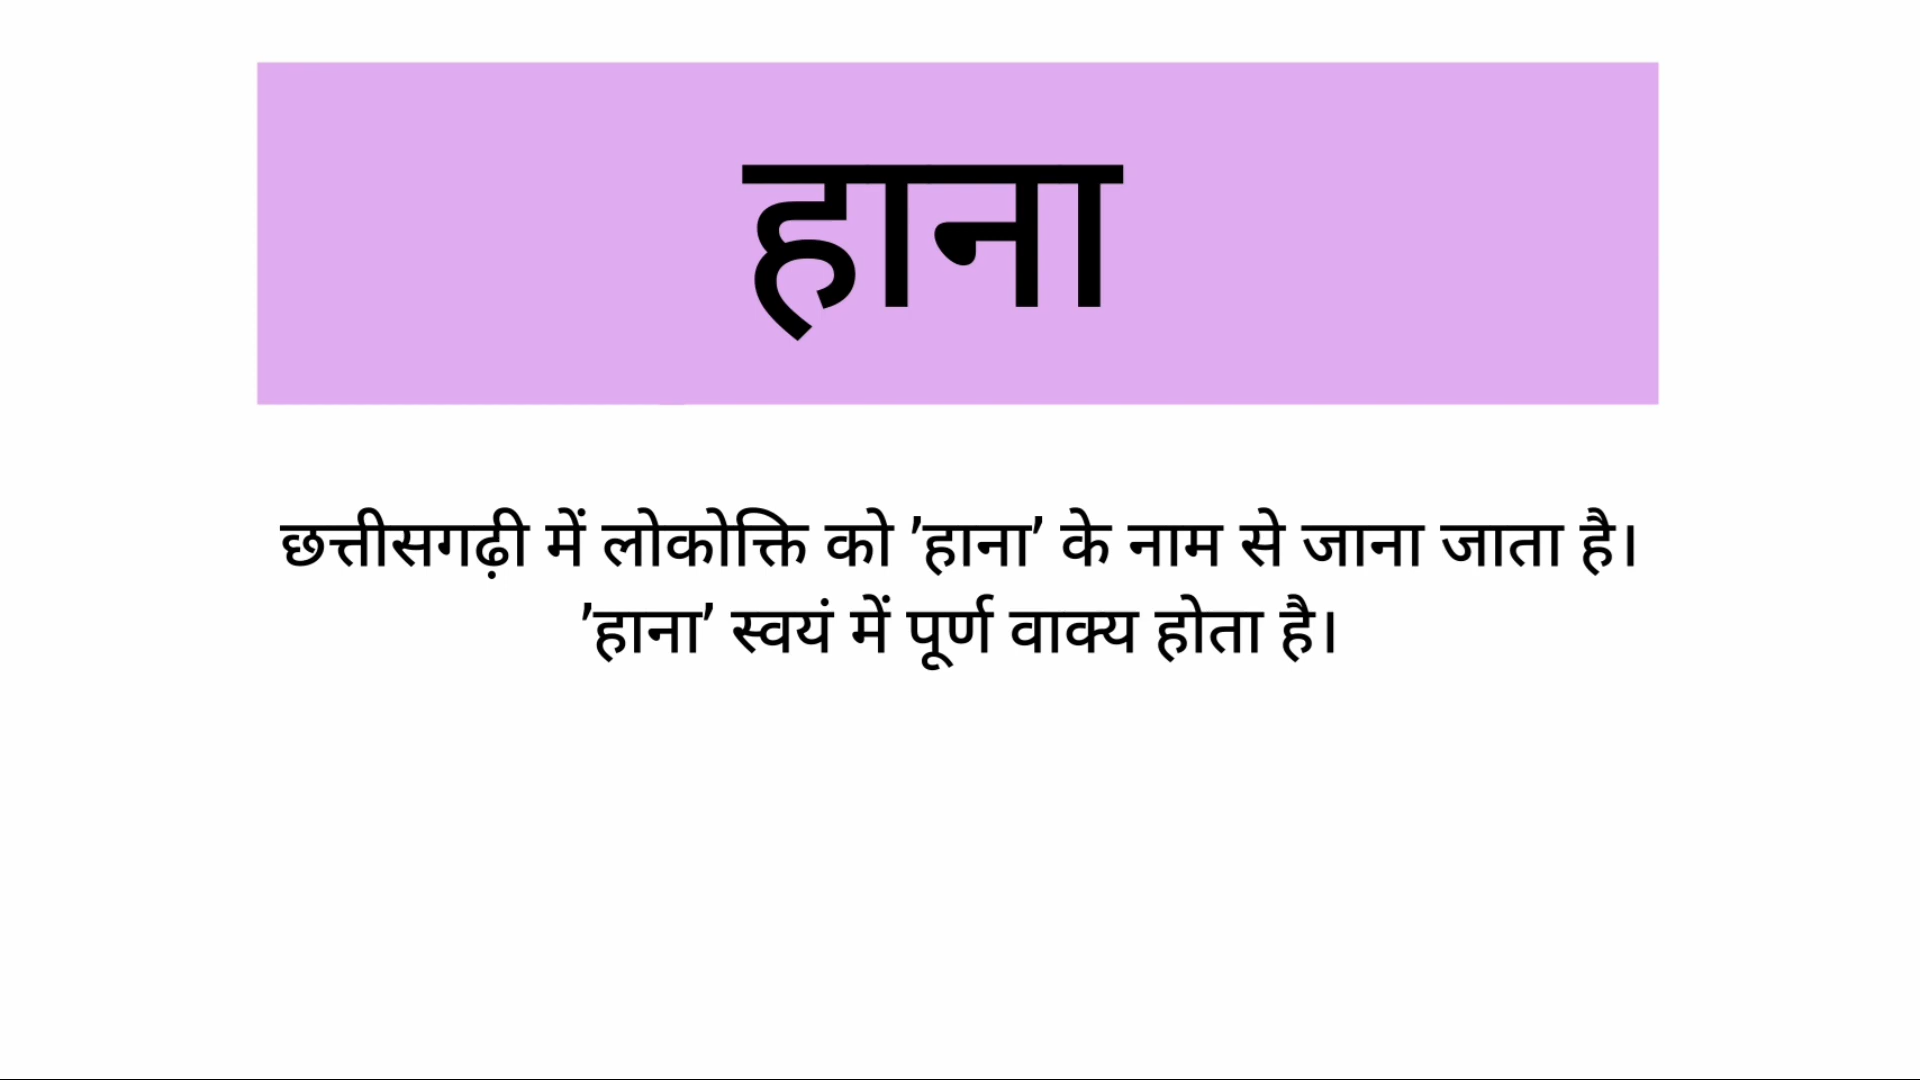 हाना
छत्तीसगढ़ी में लोकोक्ति को ’हाना’ के नाम से जाना जाता है।
’हाना’ स्वयं में पूर्ण वाक्य होता है।